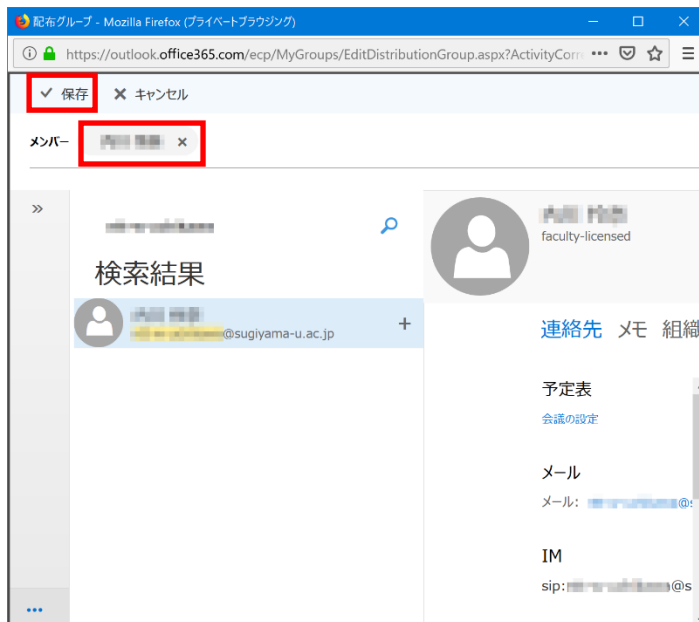 配布グループ - Mozilla Firefox (プライベートブラウジング)
https://outlook.office365.com/ecp/MyGroups/EditDistributionGroup.aspx?ActivityCorr
保存 キャンセル
メンバー
faculty-licensed
検索結果
@sugiyama-u.ac.jp
連絡先 メモ 組織
予定表
会議の設定
メール
メール: @s
IM
sip: @s